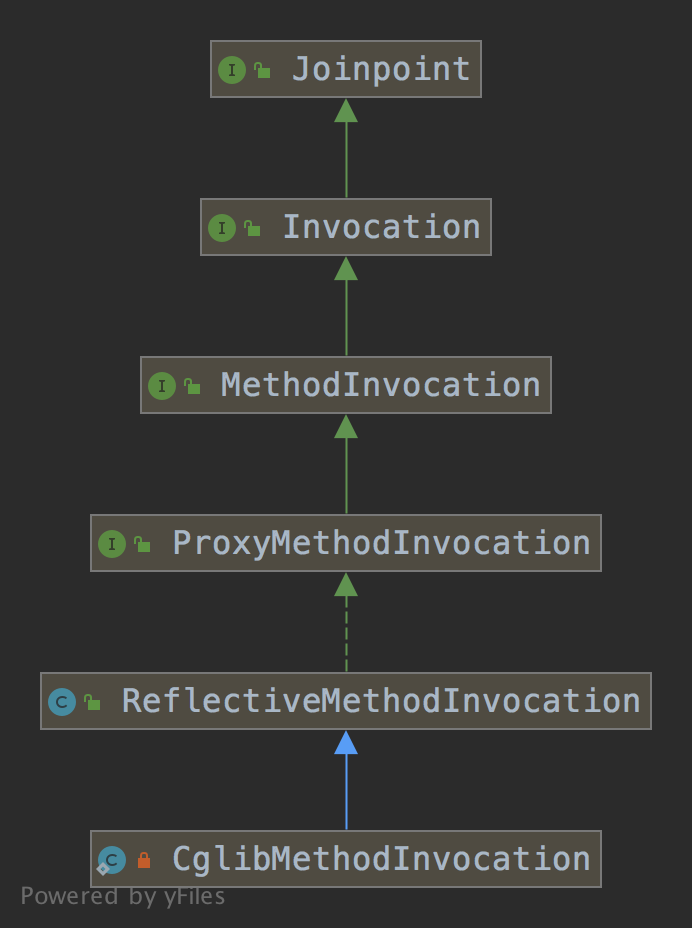 I Joinpoint
I Invocation
I MethodInvocation
I ProxyMethodInvocation
C ReflectiveMethodInvocation
C CglibMethodInvocation
Powered by yFiles